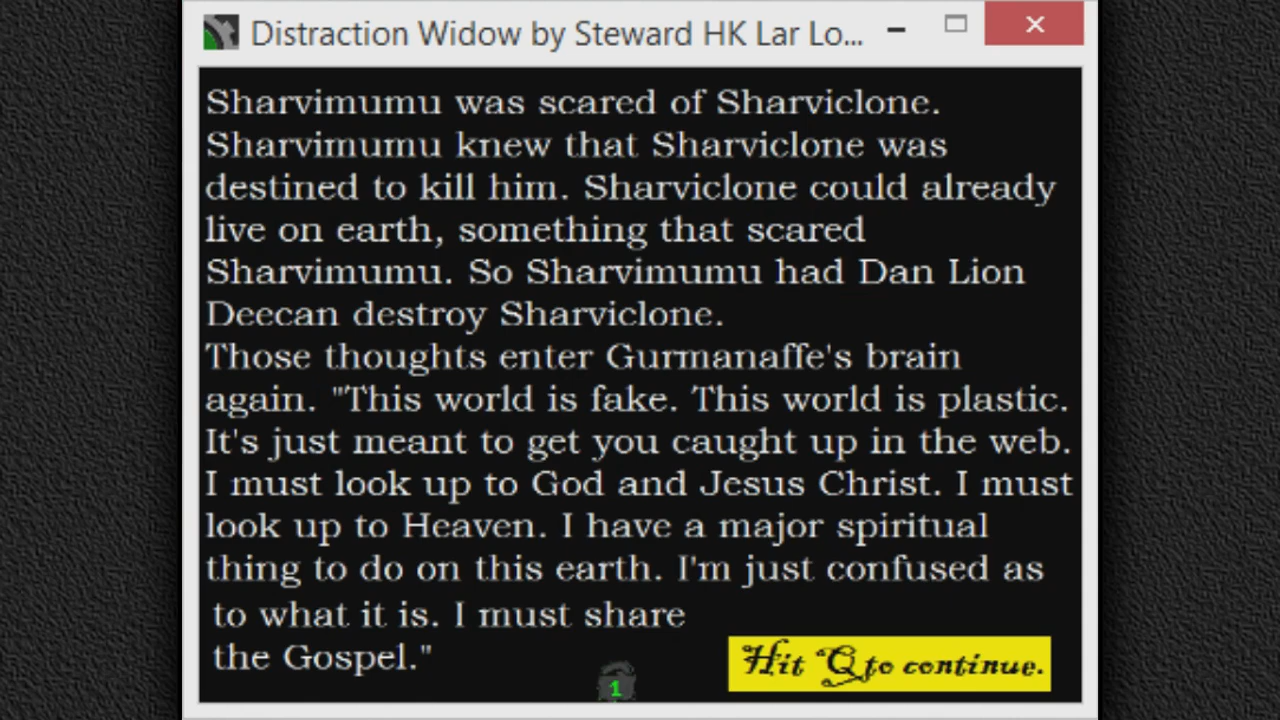 Distraction Widow by Steward HK Lar Lo...
Sharvimumu was scared of Sharviclone.
Sharvimumu knew that Sharviclone was
destined to kill him. Sharviclone could already
live on earth, something that scared
Sharvimumu. So Sharvimumu had Dan Lion
Deecan destroy Sharviclone.
Those thoughts enter Gurmanaffe's brain
again. "This world is fake. This world is plastic.
It's just meant to get you caught up in the web.
I must look up to God and Jesus Christ. I must
look up to Heaven. I have a major spiritual
thing to do on this earth. I'm just confused as
to what it is. I must share
the Gospel."
Hit Q to continue.
1